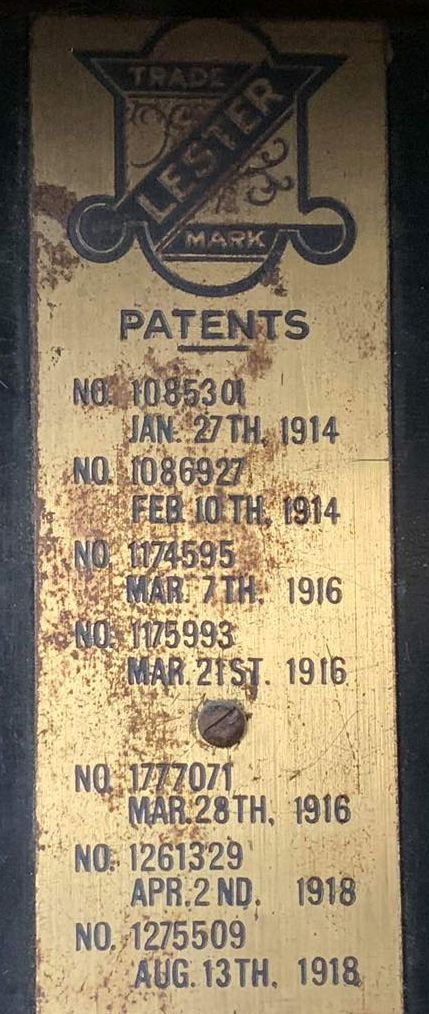 TRADE
LESTER
MARK
PATENTS
NO. 1085301
JAN. 27TH, 1914
NO. 1086927
FEB 10TH, 1914
NO. 1174595
MAR. 7TH. 1916
NO. 1175993
MAR. 21ST. 1916
NO. 1777071
MAR. 28TH, 1916
NO. 1261329
APR. 2ND. 1918
NO. 1275509
AUG. 13TH, 1918